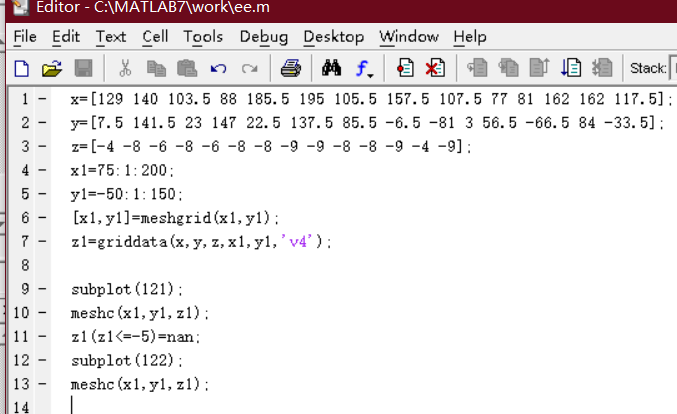 Editor - C:\MATLAB7\work\ee.m
File Edit Text Cell Tools Debug Desktop Window Help
Stack:
1 - x=[129 140 103.5 88 185.5 195 105.5 157.5 107.5 77 81 162 162 117.5];
2 - y=[7.5 141.5 23 147 22.5 137.5 85.5 -6.5 -81 3 56.5 -66.5 84 -33.5];
3 - z=[-4 -8 -6 -8 -6 -8 -8 -9 -9 -8 -8 -9 -4 -9];
4 - x1=75:1:200;
5 - y1=-50:1:150;
6 - [x1,y1]=meshgrid(x1,y1);
7 - z1=griddata(x,y,z,x1,y1,'v4');
8
9 - subplot(121);
10 - meshc(x1,y1,z1);
11 - z1(z1<=-5)=nan;
12 - subplot(122);
13 - meshc(x1,y1,z1);
14